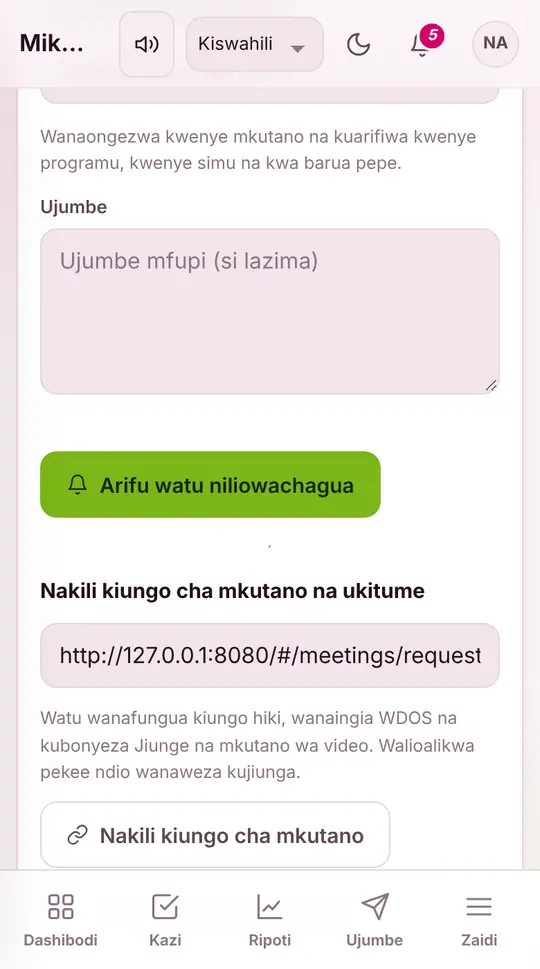 Mik...
Kiswahili
5
NA
Wanaongezwa kwenye mkutano na kuarifiwa kwenye
programu, kwenye simu na kwa barua pepe.
Ujumbe
Ujumbe mfupi (si lazima)
Arifu watu niliowachagua
Nakili kiungo cha mkutano na ukitume
http://127.0.0.1:8080/#/meetings/request
Watu wanafungua kiungo hiki, wanaingia WDOS na
kubonyeza Jiunge na mkutano wa video. Walioalikwa
pekee ndio wanaweza kujiunga.
Nakili kiungo cha mkutano
Dashibodi
Kazi
Ripoti
Ujumbe
Zaidi